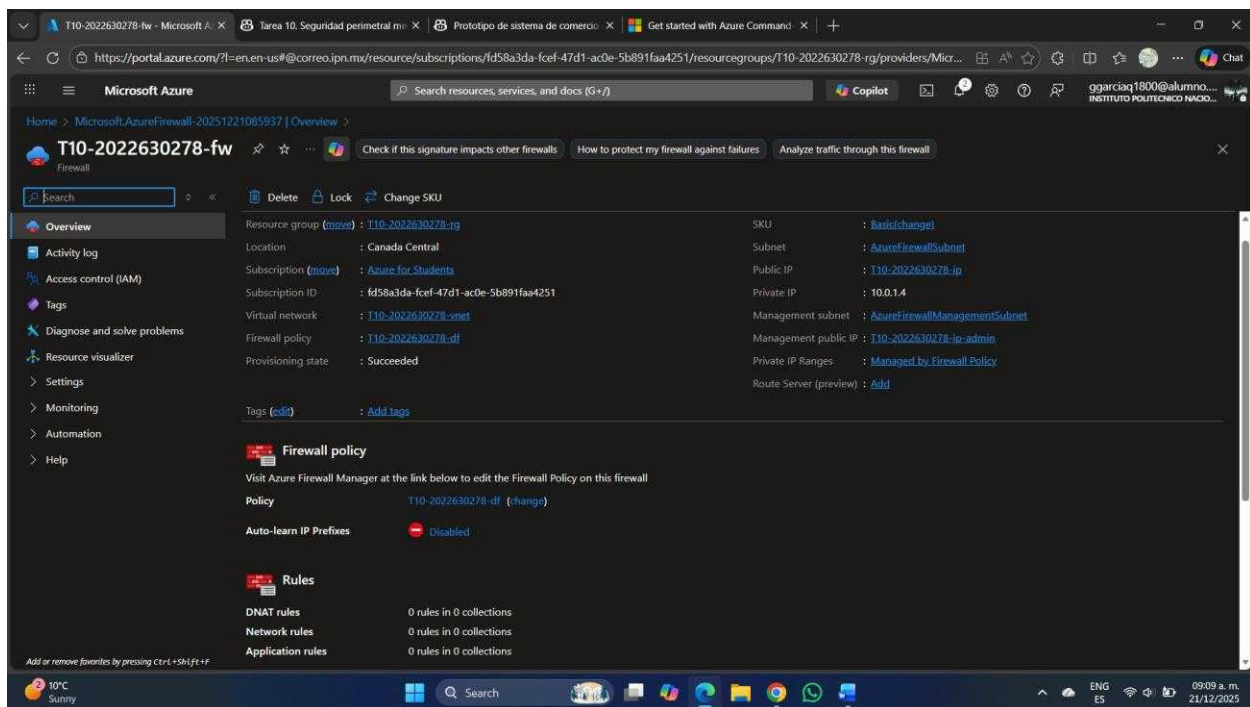 T10-2022630278-fw - Microsoft A
Tarea 10. Seguridad perimetral me
Prototipo de sistema de comercio
Get started with Azure Command-
https://portal.azure.com/?l=en.en-us#@correo.ipn.mx/resource/subscriptions/fd58a3da-fcef-47d1-ac0e-5b891faa4251/resourcegroups/T10-2022630278-rg/providers/Micr...
Chat
Microsoft Azure
Search resources, services, and docs (G+/)
Copilot
2
ggarciaq1800@alumno....
INSTITUTO POLITECNICO NACIO...
Home > Microsoft.AzureFirewall-20251221085937 | Overview >
T10-2022630278-fw
Firewall
Check if this signature impacts other firewalls
How to protect my firewall against failures
Analyze traffic through this firewall
Search
Delete Lock Change SKU
Overview
Activity log
Access control (IAM)
Tags
Diagnose and solve problems
Resource visualizer
Settings
Monitoring
Automation
Help
Resource group (move) : T10-2022630278-rg
Location : Canada Central
Subscription (move) : Azure for Students
Subscription ID : fd58a3da-fcef-47d1-ac0e-5b891faa4251
Virtual network : T10-2022630278-vnet
Firewall policy : T10-2022630278-df
Provisioning state : Succeeded
SKU : Basic(change)
Subnet : AzureFirewallSubnet
Public IP : T10-2022630278-ip
Private IP : 10.0.1.4
Management subnet : AzureFirewallManagementSubnet
Management public IP : T10-2022630278-ip-admin
Private IP Ranges : Managed by Firewall Policy
Route Server (preview) : Add
Tags (edit) : Add tags
Firewall policy
Visit Azure Firewall Manager at the link below to edit the Firewall Policy on this firewall
Policy T10-2022630278-df (change)
Auto-learn IP Prefixes Disabled
Rules
DNAT rules 0 rules in 0 collections
Network rules 0 rules in 0 collections
Application rules 0 rules in 0 collections
Add or remove favorites by pressing Ctrl+Shift+F
2
10°C
Sunny
Search
ENG
ES
09:09 a. m.
21/12/2025